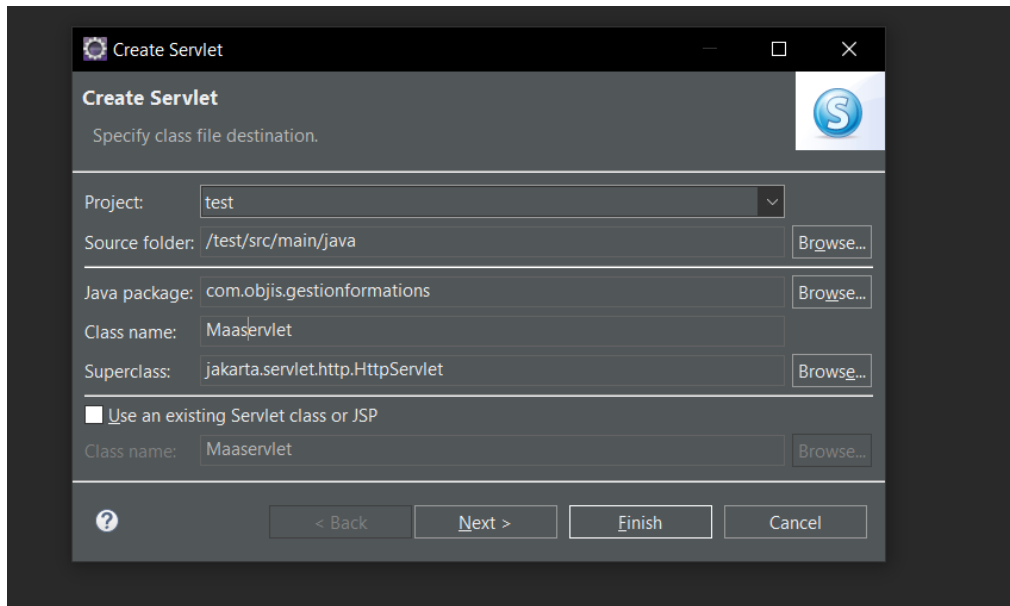 Create Servlet
Create Servlet
Specify class file destination.
Project: test
Source folder: /test/src/main/java Browse...
Java package: com.objis.gestionformations Browse...
Class name: Maaservlet
Superclass: jakarta.servlet.http.HttpServlet Browse...
Use an existing Servlet class or JSP
Class name: Maaservlet Browse...
? < Back Next > Finish Cancel